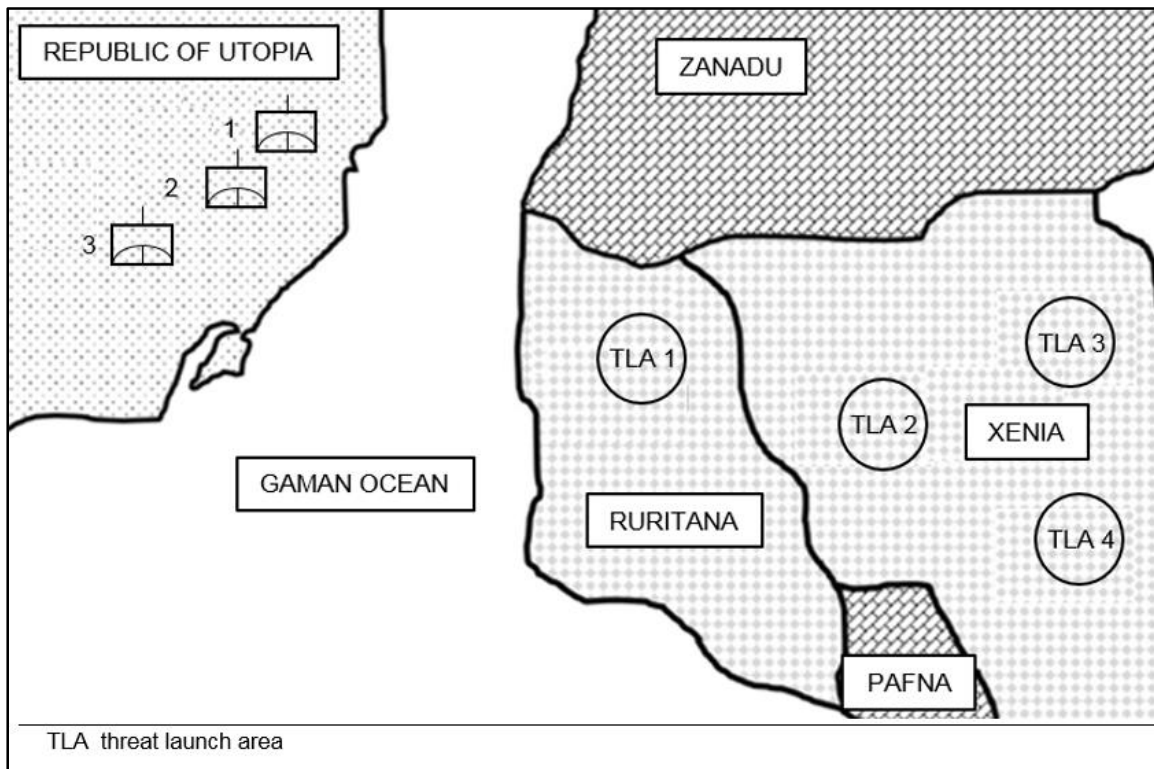 REPUBLIC OF UTOPIA
ZANADU
1
2
3
TLA 1
TLA 3
TLA 2
XENIA
GAMAN OCEAN
RURITANA
TLA 4
PAFNA
TLA threat launch area